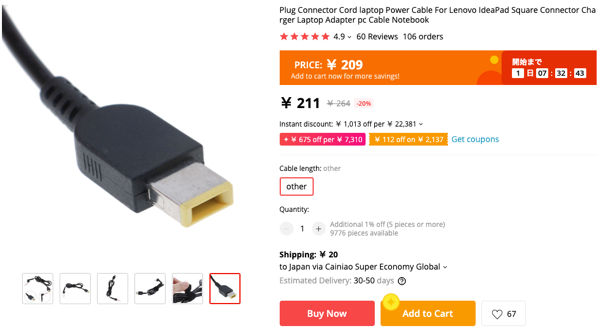 Plug Connector Cord laptop Power Cable For Lenovo IdeaPad Square Connector Cha
rger Laptop Adapter pc Cable Notebook
4.9 60 Reviews 106 orders
PRICE: ¥ 209
Add to cart now for more savings!
開始まで
1 日 07 : 32 : 43
¥ 211 ¥ 264 -20%
Instant discount: ¥ 1,013 off per ¥ 22,381
+ ¥ 675 off per ¥ 7,310 ¥ 112 off on ¥ 2,137 Get coupons
Cable length: other
other
Quantity:
1
Additional 1% off (5 pieces or more)
9776 pieces available
Shipping: ¥ 20
to Japan via Cainiao Super Economy Global
Estimated Delivery: 30-50 days
Buy Now
Add to Cart
67